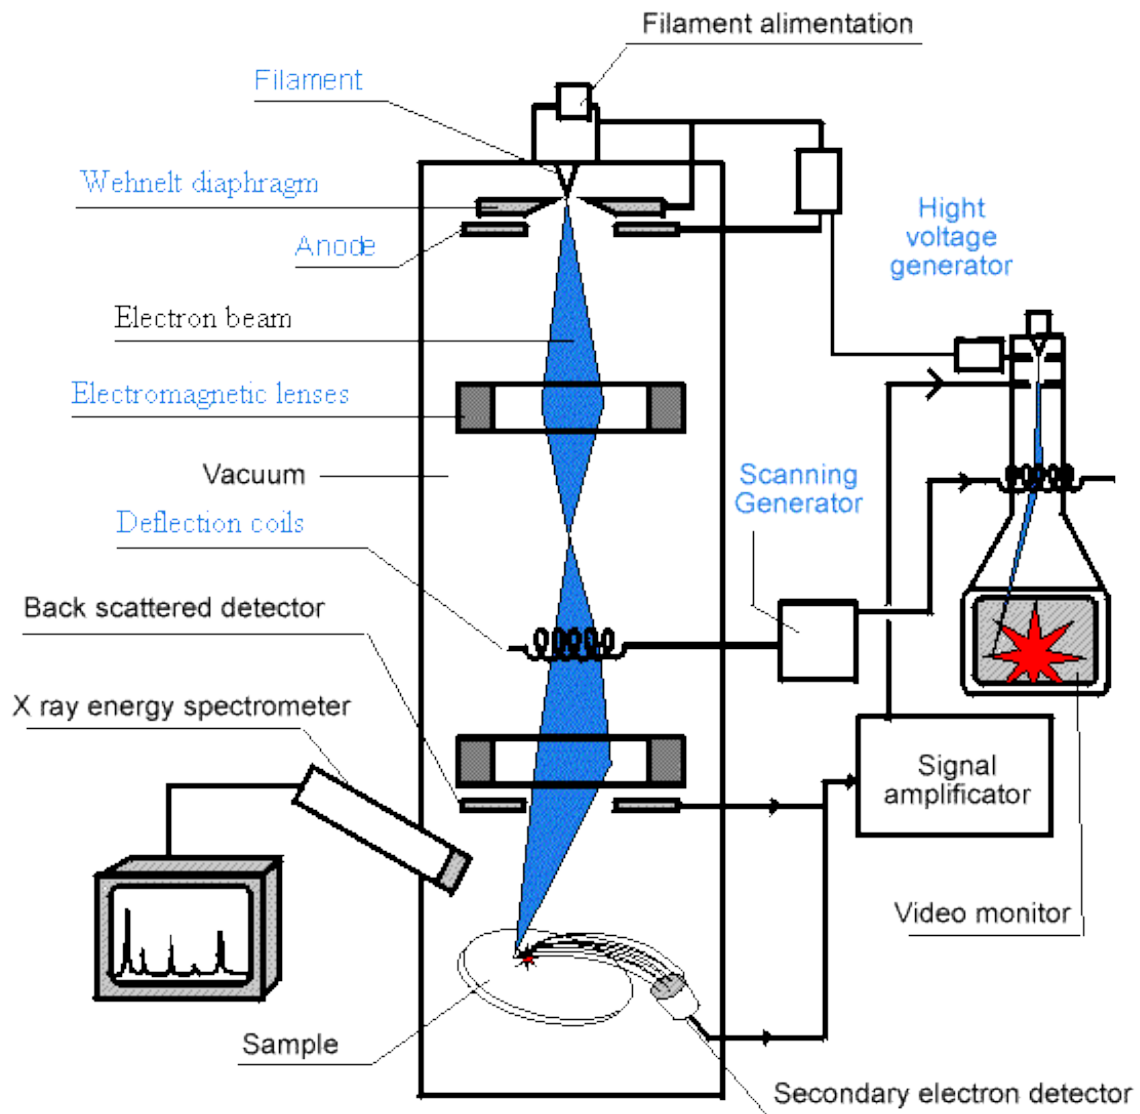 Filament alimentation
Filament
Wehnelt diaphragm
Anode
Hight
voltage
generator
Electron beam
Electromagnetic lenses
Vacuum
Scanning
Generator
Deflection coils
Back scattered detector
X ray energy spectrometer
Signal
amplificator
Video monitor
Sample
Secondary electron detector